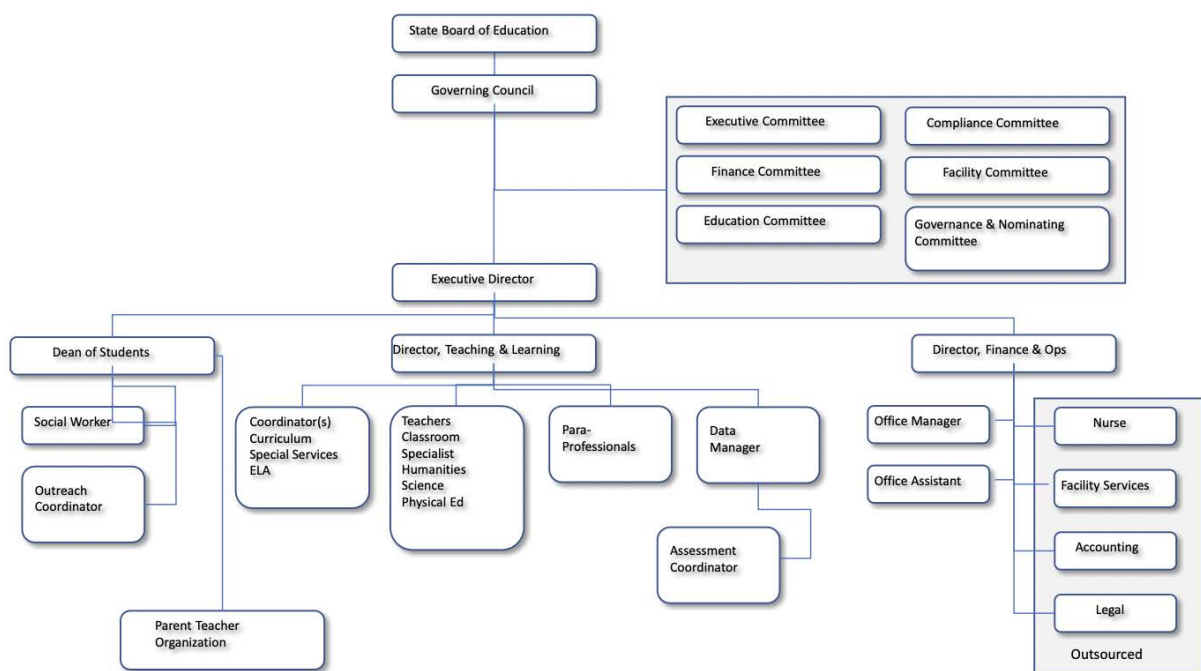 State Board of Education
Governing Council
Executive Committee
Compliance Committee
Finance Committee
Facility Committee
Education Committee
Governance & Nominating
Committee
Executive Director
Dean of Students
Director, Teaching & Learning
Director, Finance & Ops
Social Worker
Outreach
Coordinator
Parent Teacher
Organization
Coordinator(s)
Curriculum
Special Services
ELA
Teachers
Classroom
Specialist
Humanities
Science
Physical Ed
Para-
Professionals
Data
Manager
Assessment
Coordinator
Office Manager
Office Assistant
Nurse
Facility Services
Accounting
Legal
Outsourced